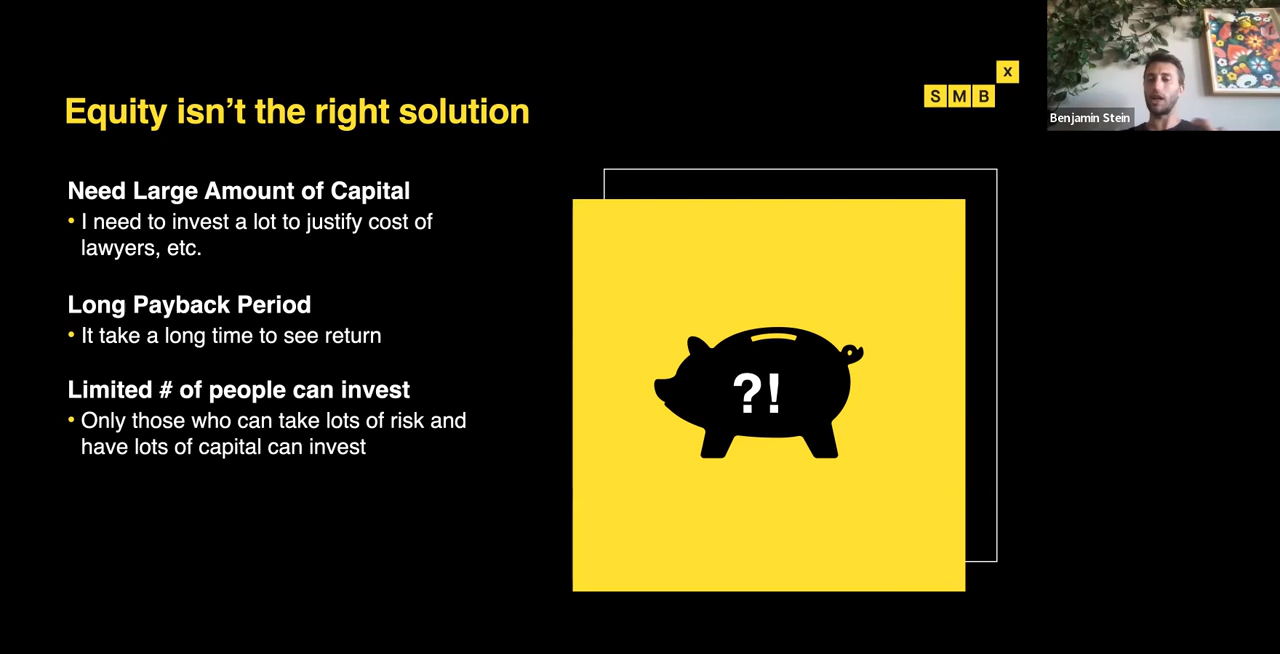 Equity isn’t the right solution
X
SMB
Benjamin Stein
Need Large Amount of Capital
• I need to invest a lot to justify cost of
lawyers, etc.
Long Payback Period
• It take a long time to see return
Limited # of people can invest
• Only those who can take lots of risk and
have lots of capital can invest
?!